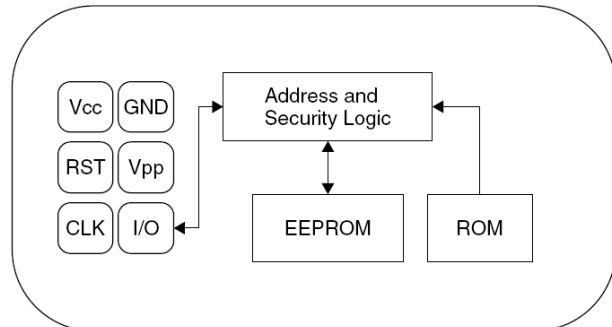 Vcc GND
RST Vpp
CLK I/O
Address and
Security Logic
EEPROM
ROM